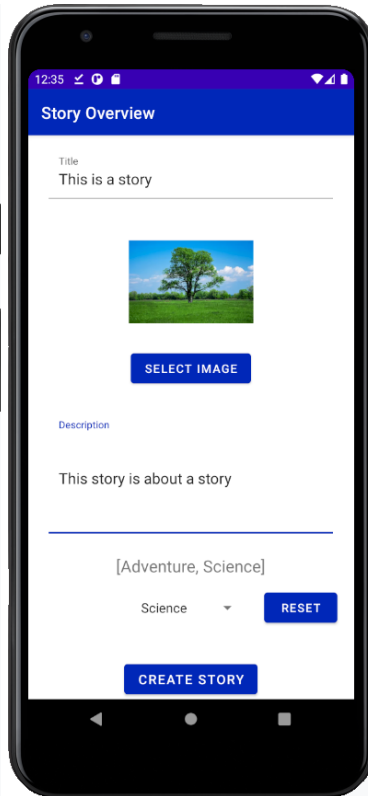 12:35
Story Overview
Title
This is a story
SELECT IMAGE
Description
This story is about a story
[Adventure, Science]
Science
RESET
CREATE STORY